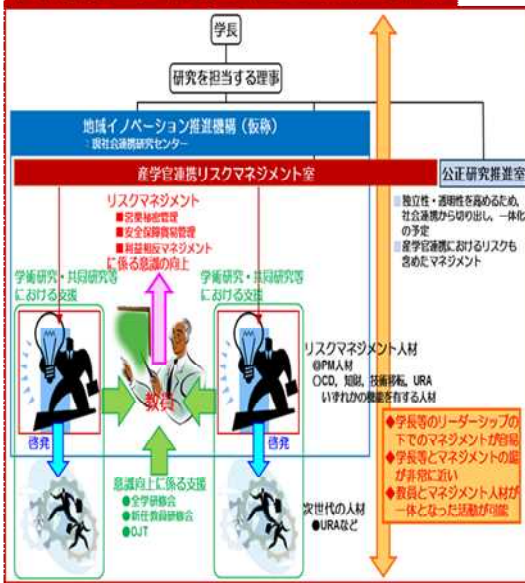 学長
研究を担当する理事
地域イノベーション推進機構（仮称）
：現社会連携研究センター
産学官連携リスクマネジメント室
公正研究推進室
独立性・透明性を高めるため、
社会連携から切り出し、一体化
の予定
産学官連携におけるリスクも
含めたマネジメント
リスクマネジメント
■営業秘密管理
■安全保障貿易管理
■利益相反マネジメント
に係る意識の向上
学術研究・共同研究等
における支援
学術研究・共同研究等
における支援
教員
啓発
啓発
リスクマネジメント人材
◎PM人材
○CD、知財、技術移転、URA
いずれかの機能を有する人材
意識向上に係る支援
●全学研修会
●新任教員研修会
●OJT
次世代の人材
●URAなど
◆学長等のリーダーシップの
下でのマネジメントが容易
◆学長等とマネジメントの距
が非常に近い
◆教員とマネジメント人材が
一体となった活動が可能